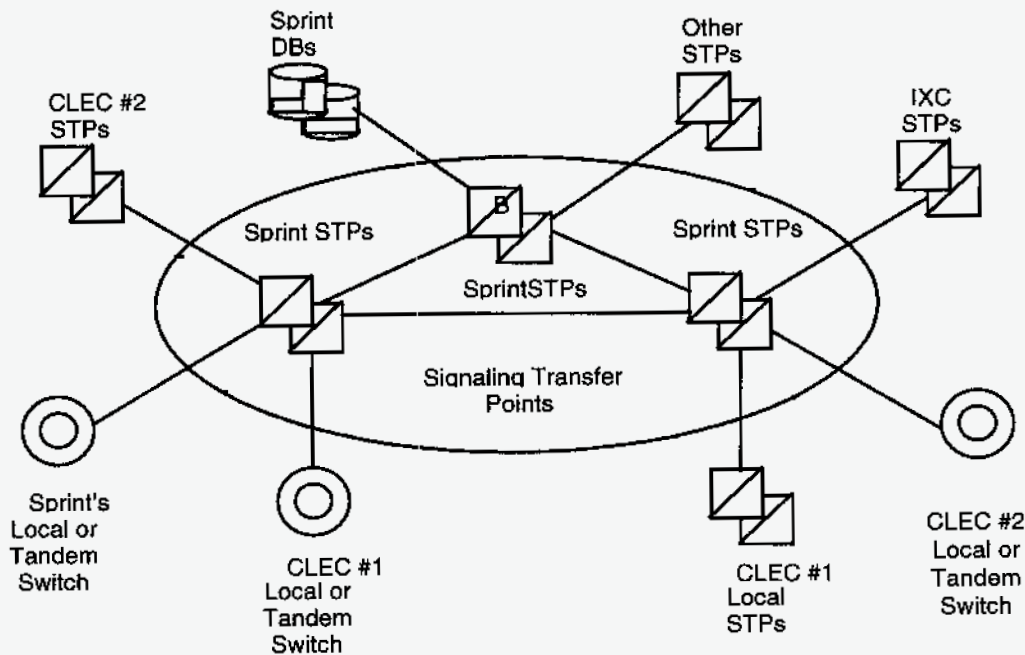 Sprint
DBs
Other
STPs
CLEC #2
STPs
IXC
STPs
B
Sprint STPs
Sprint STPs
SprintSTPs
Signaling Transfer
Points
Sprint's
Local or
Tandem
Switch
CLEC #1
Local or
Tandem
Switch
CLEC #1
Local
STPs
CLEC #2
Local or
Tandem
Switch